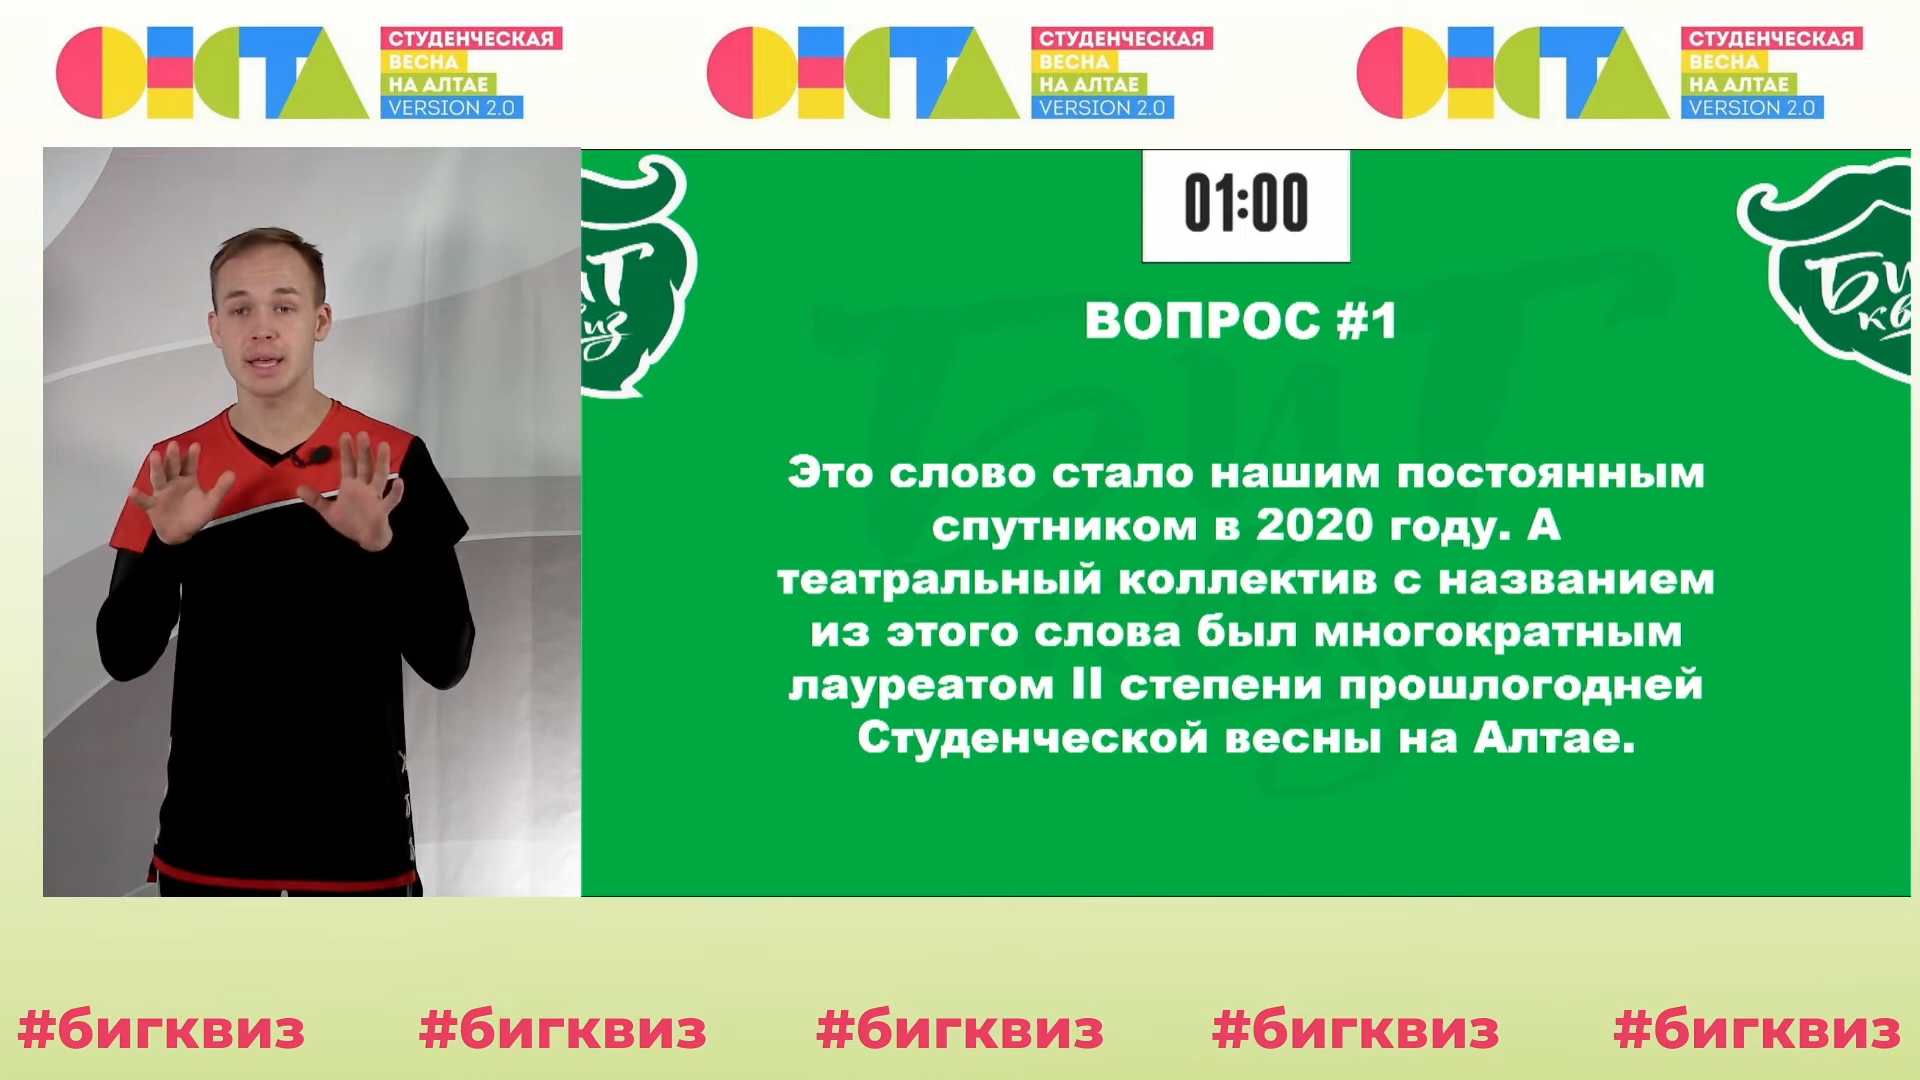 СТУДЕНЧЕСКАЯ
ВЕСНА
НА АЛТАЕ
VERSION 2.0
СТУДЕНЧЕСКАЯ
ВЕСНА
НА АЛТАЕ
VERSION 2.0
СТУДЕНЧЕСКАЯ
ВЕСНА
НА АЛТАЕ
VERSION 2.0
01:00
ВОПРОС #1
Это слово стало нашим постоянным
спутником в 2020 году. А
театральный коллектив с названием
из этого слова был многократным
лауреатом II степени прошлогодней
Студенческой весны на Алтае.
#бигквиз
#бигквиз
#бигквиз
#бигквиз
#бигквиз